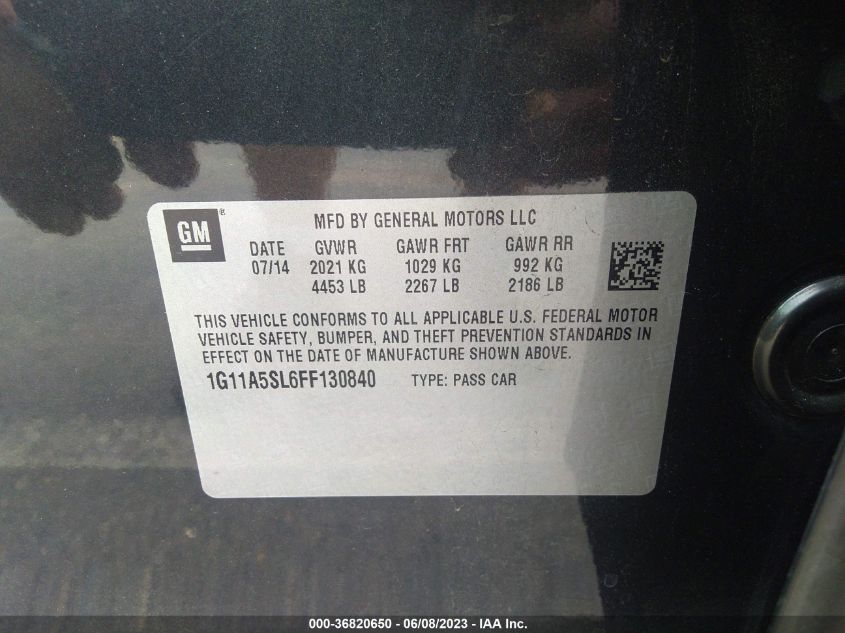 GM ®
MFD BY GENERAL MOTORS LLC
DATE GVWR GAWR FRT GAWR RR
07/14 2021 KG 1029 KG 992 KG
4453 LB 2267 LB 2186 LB
THIS VEHICLE CONFORMS TO ALL APPLICABLE U.S. FEDERAL MOTOR
VEHICLE SAFETY, BUMPER, AND THEFT PREVENTION STANDARDS IN
EFFECT ON THE DATE OF MANUFACTURE SHOWN ABOVE.
1G11A5SL6FF130840 TYPE: PASS CAR
000-36820650 - 06/08/2023 - IAA Inc.